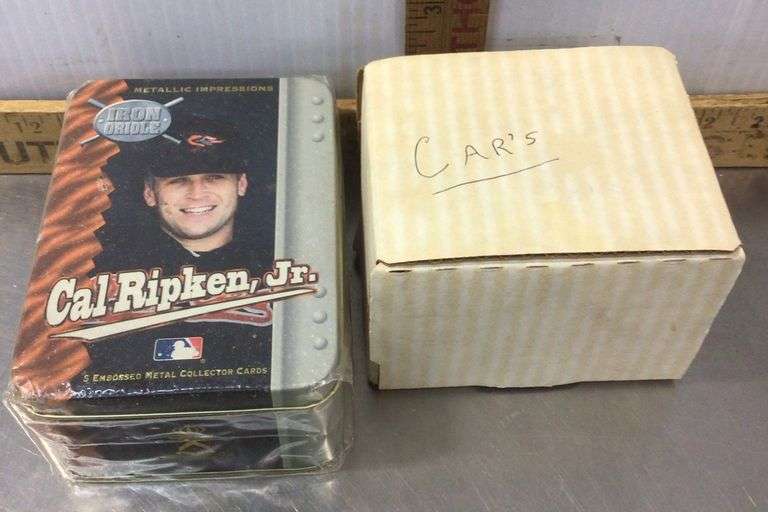 METALLIC IMPRESSIONS
IRON
ORIOLE
Cal Ripken, Jr.
5 EMBOSSED METAL COLLECTOR CARDS
CAR'S